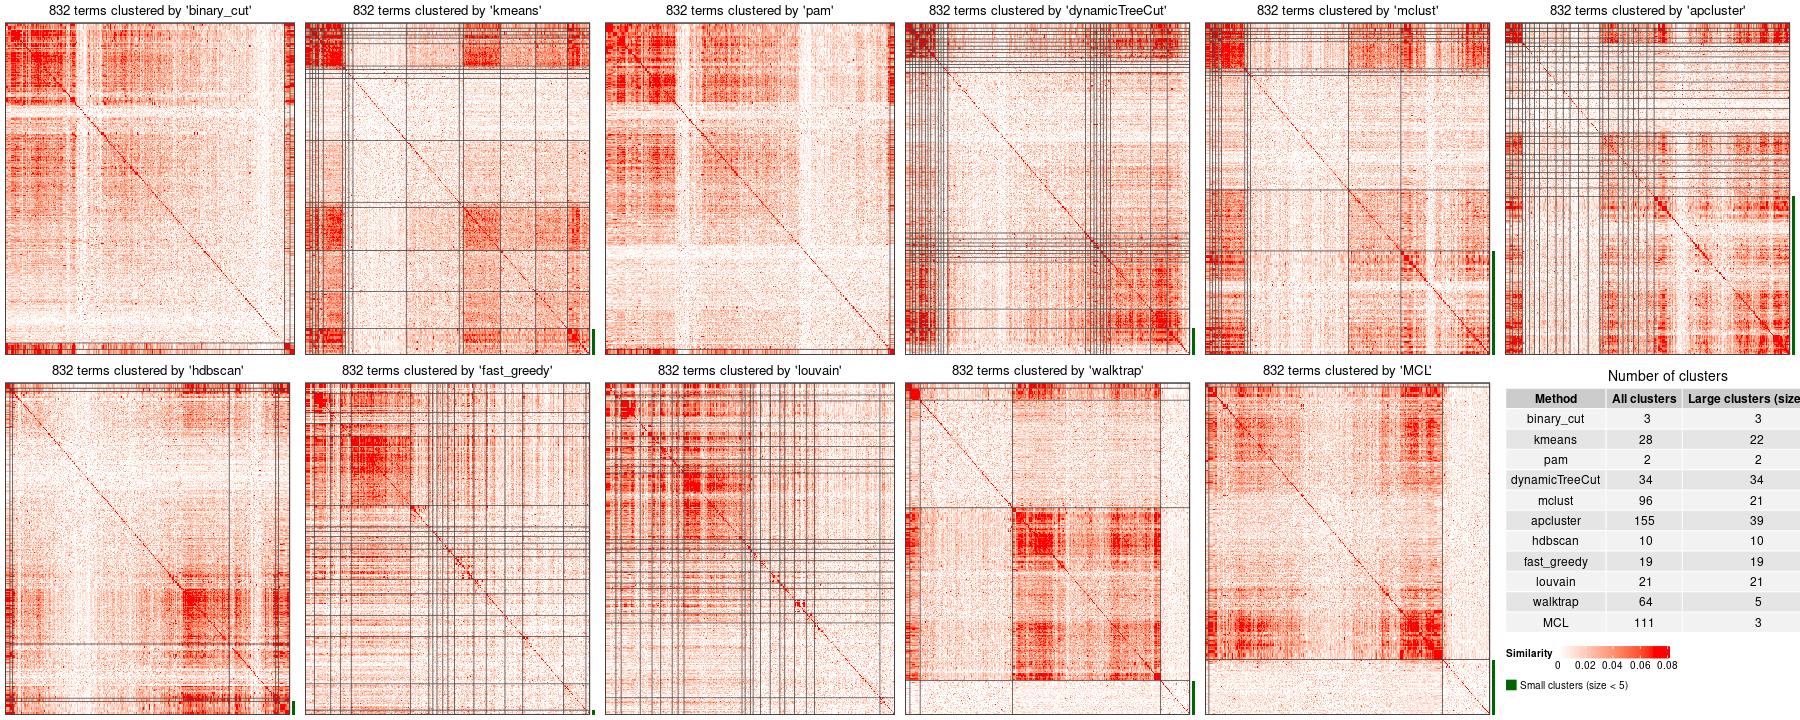 832 terms clustered by 'binary_cut'
832 terms clustered by 'kmeans'
832 terms clustered by 'pam'
832 terms clustered by 'dynamicTreeCut'
832 terms clustered by 'mclust'
832 terms clustered by 'apcluster'
832 terms clustered by 'hdbscan'
832 terms clustered by 'fast_greedy'
832 terms clustered by 'louvain'
832 terms clustered by 'walktrap'
832 terms clustered by 'MCL'
Number of clusters
Method All clusters Large clusters (size
binary_cut 3 3
kmeans 28 22
pam 2 2
dynamicTreeCut 34 34
mclust 96 21
apcluster 155 39
hdbscan 10 10
fast_greedy 19 19
louvain 21 21
walktrap 64 5
MCL 111 3
Similarity
0 0.02 0.04 0.06 0.08
Small clusters (size < 5)